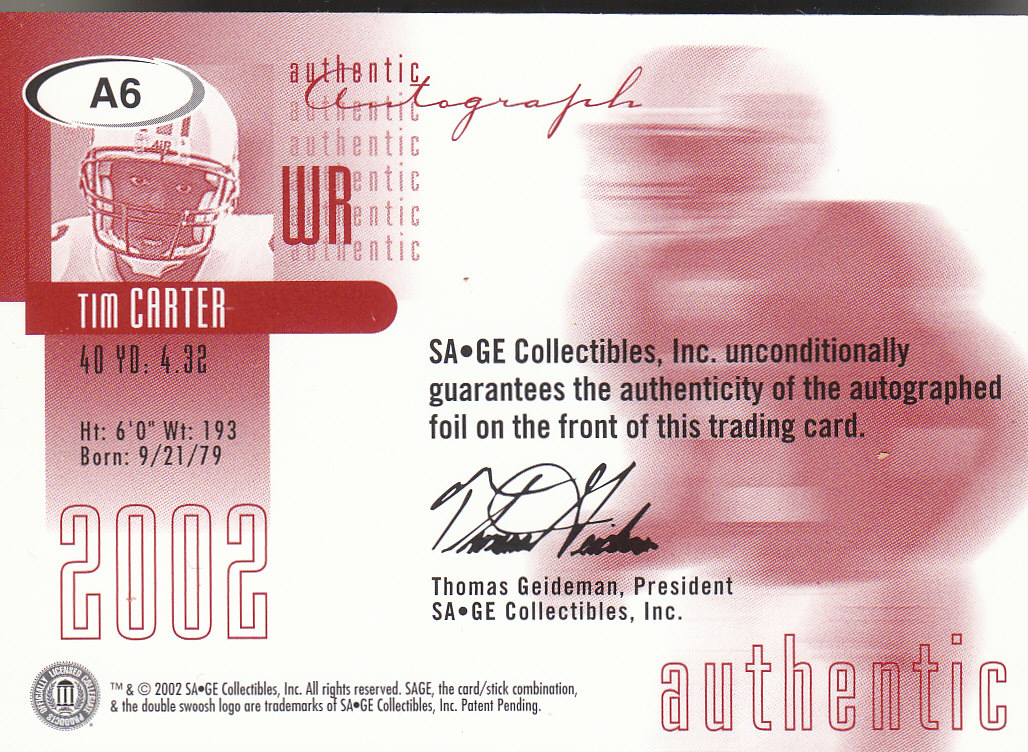 A6
authentic
Autograph
authentic
authentic
authentic
authentic
authentic
WR
TIM CARTER
40 YD: 4.32
Ht: 6'0" Wt: 193
Born: 9/21/79
2002
SA•GE Collectibles, Inc. unconditionally
guarantees the authenticity of the autographed
foil on the front of this trading card.
Thomas Geideman, President
SA•GE Collectibles, Inc.
authentic
OFFICIALLY LICENSED COLLEGIATE PRODUCTS
™ & © 2002 SA•GE Collectibles, Inc. All rights reserved. SAGE, the card/stick combination,
& the double swoosh logo are trademarks of SA•GE Collectibles, Inc. Patent Pending.